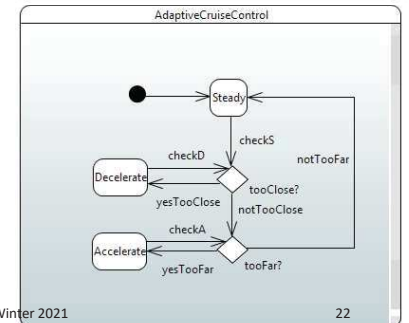 AdaptiveCruiseControl
Steady
checkS
checkD
notTooFar
Decelerate
tooClose?
yesTooClose
notTooClose
checkA
Accelerate
yesTooFar
tooFar?
Winter 2021
22